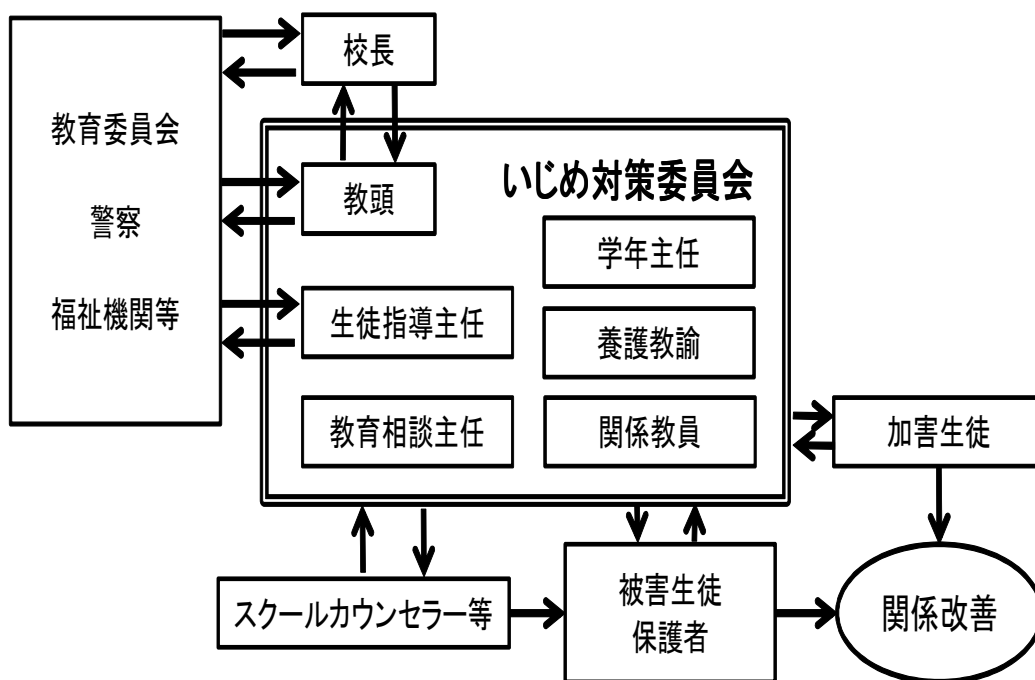 校長
教育委員会
警察
福祉機関等
教頭
いじめ対策委員会
学年主任
生徒指導主任
養護教諭
教育相談主任
関係教員
加害生徒
スクールカウンセラー等
被害生徒
保護者
関係改善